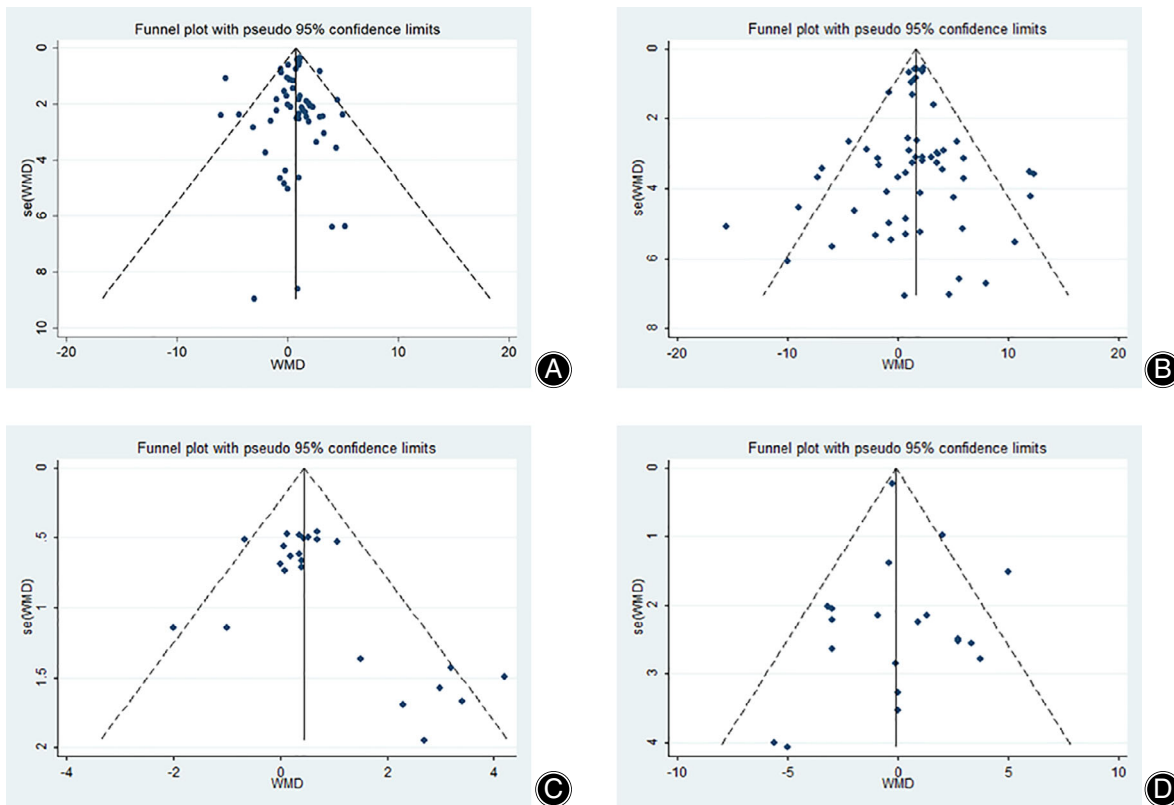 Funnel plot with pseudo 95% confidence limits
0
2
4
6
8
10
se(WMD)
-20 -10 0 10 20
WMD
A
Funnel plot with pseudo 95% confidence limits
0
2
4
6
8
se(WMD)
-20 -10 0 10 20
WMD
B
Funnel plot with pseudo 95% confidence limits
0
.5
1
1.5
2
se(WMD)
-4 -2 0 2 4
WMD
C
Funnel plot with pseudo 95% confidence limits
0
1
2
3
4
se(WMD)
-10 -5 0 5 10
WMD
D